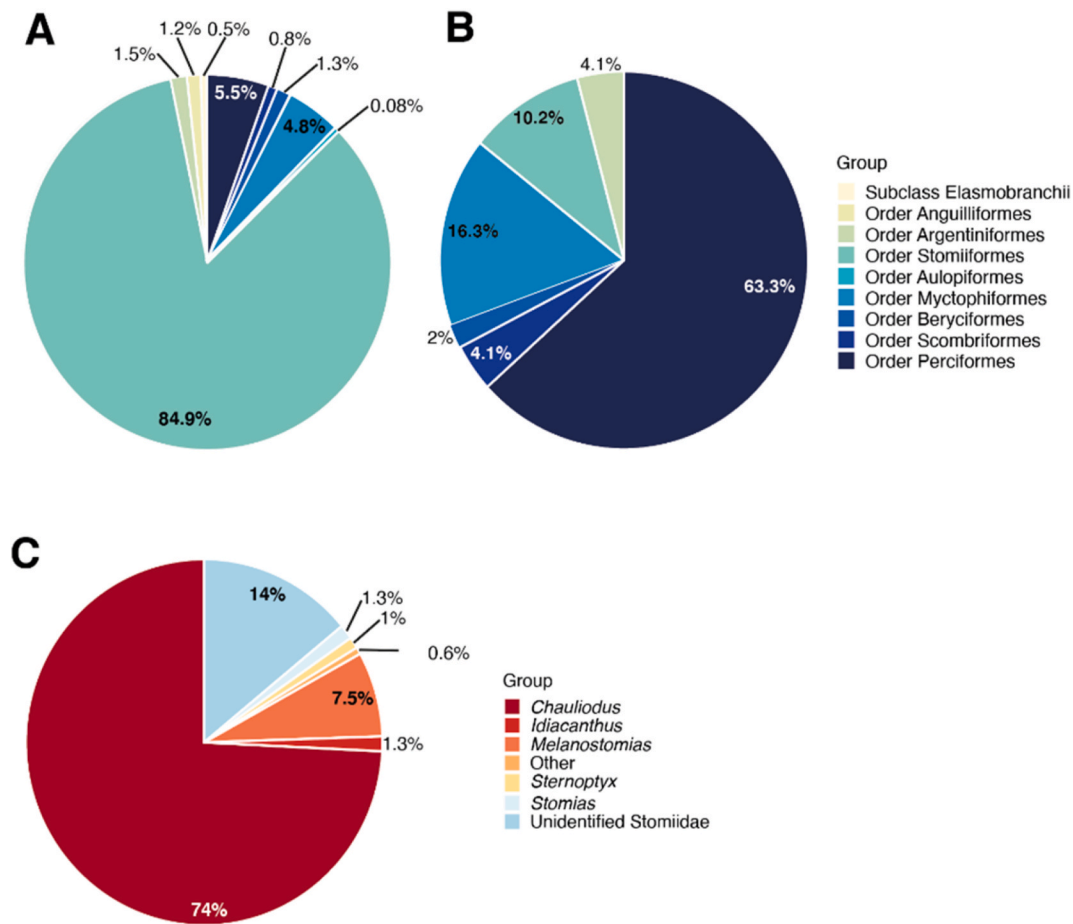 A
1.5%
1.2%
0.5%
0.8%
1.3%
5.5%
4.8%
0.08%
84.9%
B
4.1%
10.2%
16.3%
2%
4.1%
63.3%
Group
Subclass Elasmobranchii
Order Anguilliformes
Order Argentiniformes
Order Stomiiformes
Order Aulopiformes
Order Myctophiformes
Order Beryciformes
Order Scombriformes
Order Perciformes
C
14%
1.3%
1%
0.6%
7.5%
1.3%
74%
Group
Chauliodus
Idiacanthus
Melanostomias
Other
Sternoptyx
Stomias
Unidentified Stomiidae